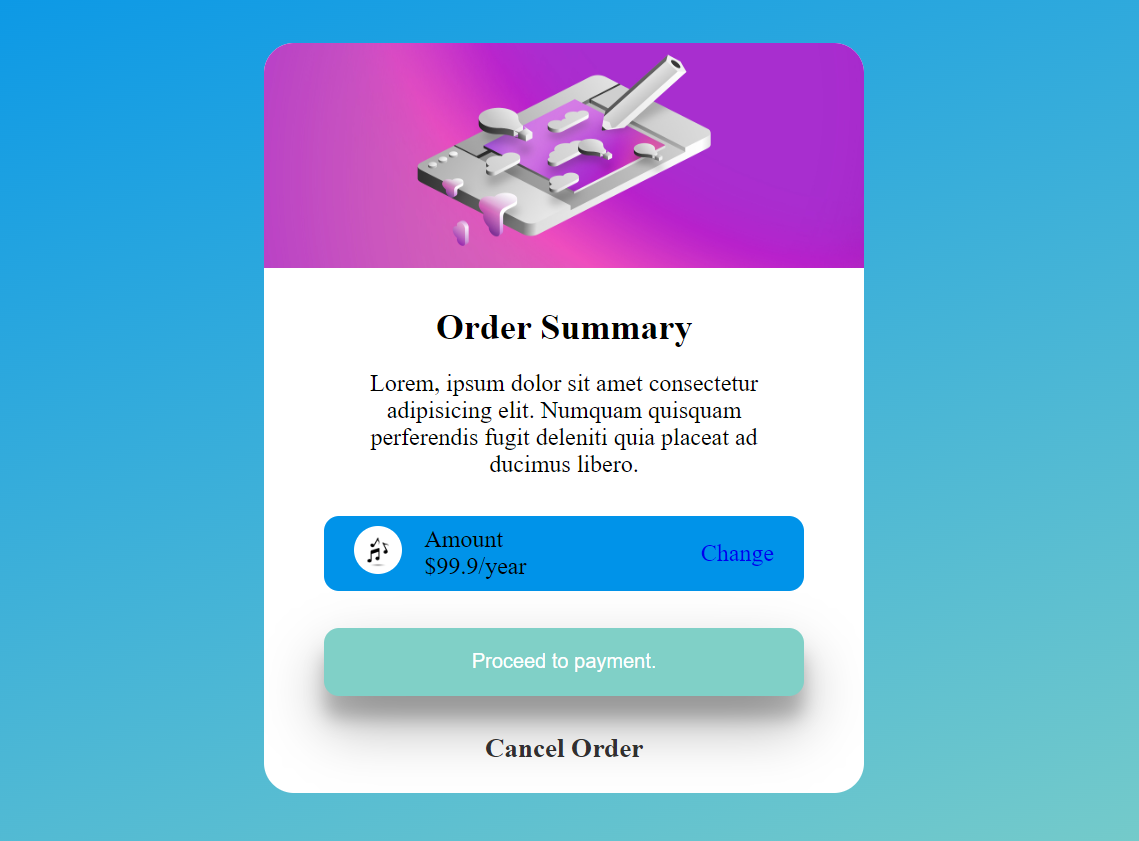 Order Summary
Lorem, ipsum dolor sit amet consectetur
adipisicing elit. Numquam quisquam
perferendis fugit deleniti quia placeat ad
ducimus libero.
Amount
$99.9/year
Change
Proceed to payment.
Cancel Order